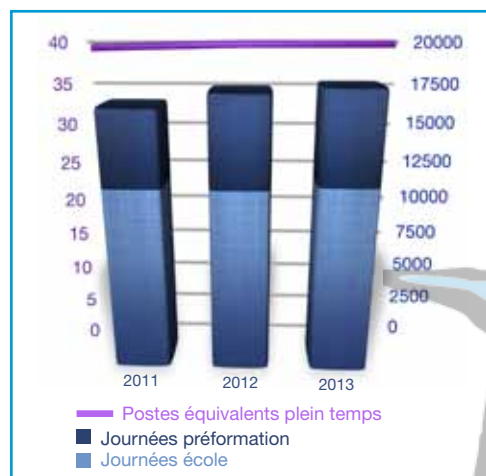 40 20000
35 17500
30 15000
25 12500
20 10000
15 7500
10 5000
5 2500
0 0
2011 2012 2013
Postes équivalents plein temps
Journées préformation
Journées école